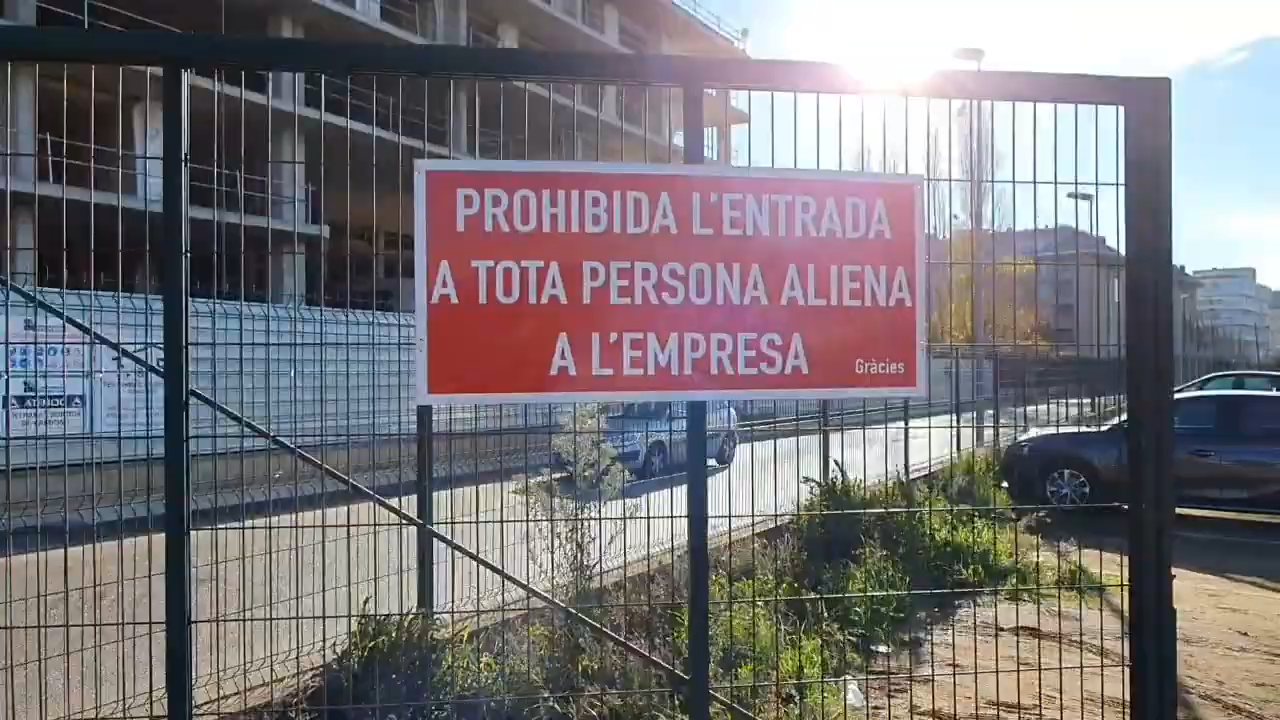 PROHIBIDA L'ENTRADA
A TOTA PERSONA ALIENA
A L'EMPRESA
Gràcies